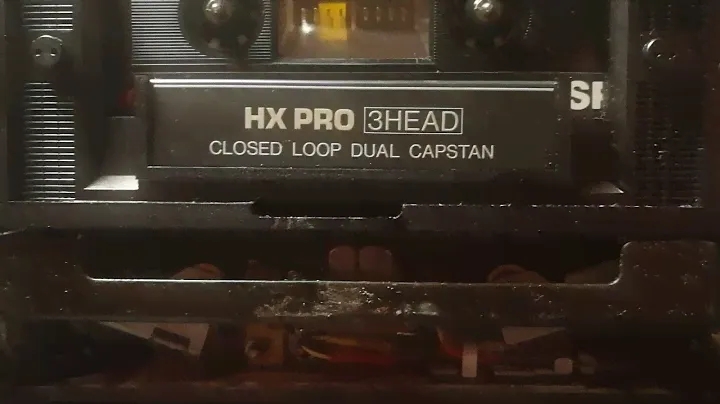 HX PRO 3HEAD
CLOSED LOOP DUAL CAPSTAN